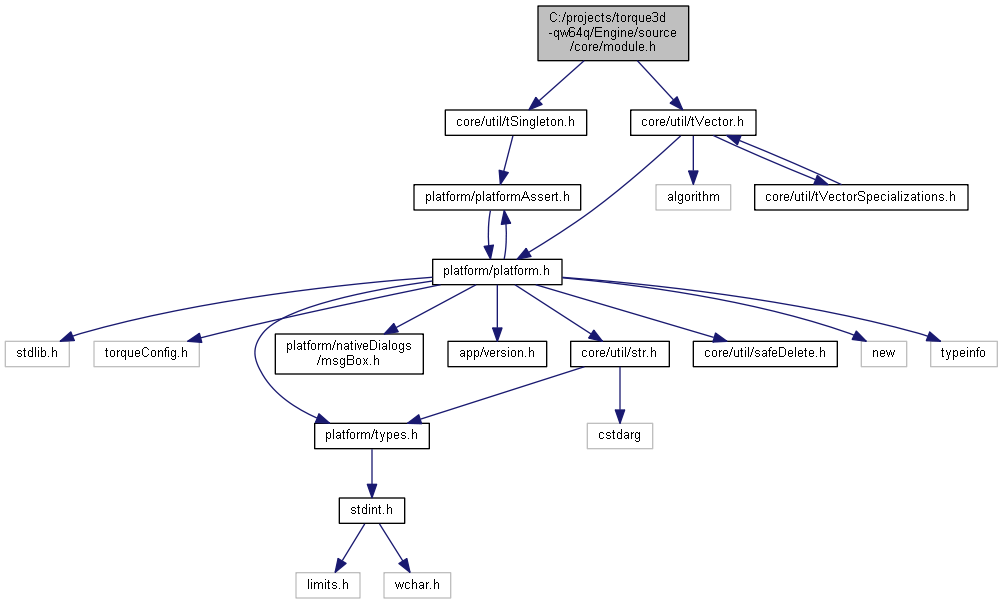 C:/projects/torque3d
-qw64q/Engine/source
/core/module.h
core/util/tSingleton.h
core/util/tVector.h
platform/platformAssert.h
algorithm
core/util/tVectorSpecializations.h
platform/platform.h
stdlib.h
torqueConfig.h
platform/nativeDialogs
/msgBox.h
app/version.h
core/util/str.h
core/util/safeDelete.h
new
typeinfo
platform/types.h
cstdarg
stdint.h
limits.h
wchar.h